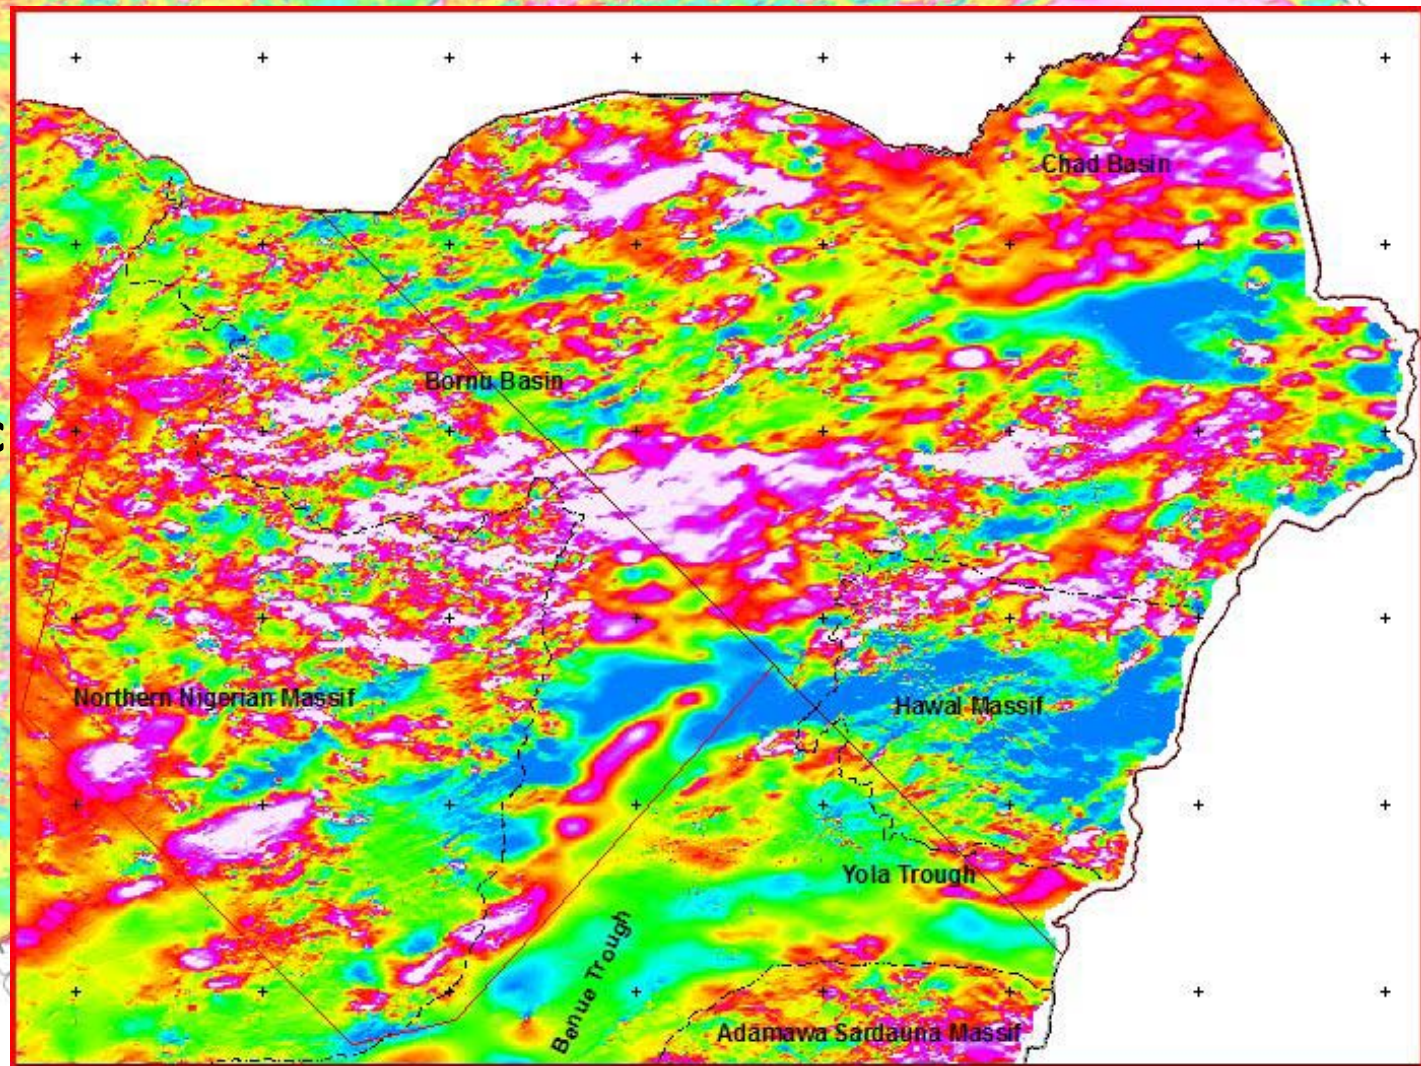 Chad Basin
Bornu Basin
Northern Nigerian Massif
Hawal Massif
Yola Trough
Benue Trough
Adamawa Sardauna Massif